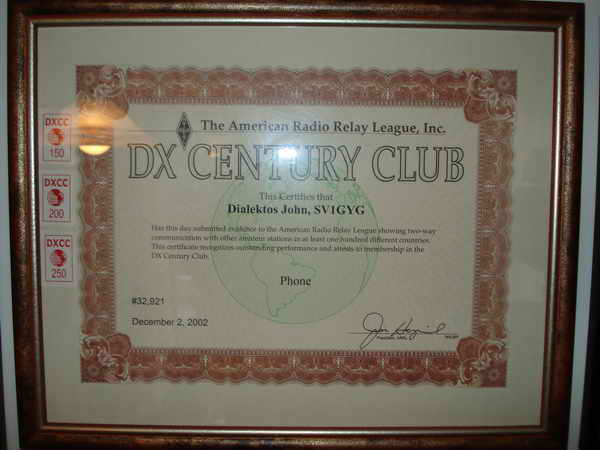 The American Radio Relay League, Inc.
DX CENTURY CLUB
This Certifies that
Dialektos John, SV1GYG
Has this day submitted evidence to the American Radio Relay League showing two-way
communication with other amateur stations in at least one hundred different countries.
This certificate recognizes outstanding performance and attests to membership in the
DX Century Club.
Phone
#32,921
December 2, 2002
DXCC
150
DXCC
200
DXCC
250